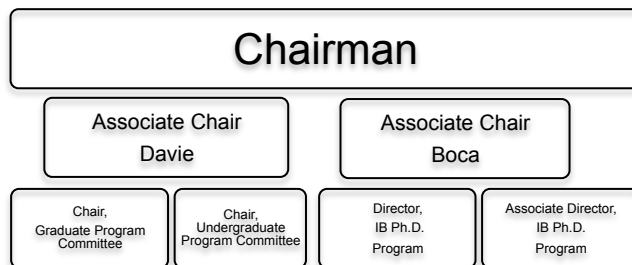 Chairman
Associate Chair
Davie
Associate Chair
Boca
Chair,
Graduate Program
Committee
Chair,
Undergraduate
Program Committee
Director,
IB Ph.D.
Program
Associate Director,
IB Ph.D.
Program